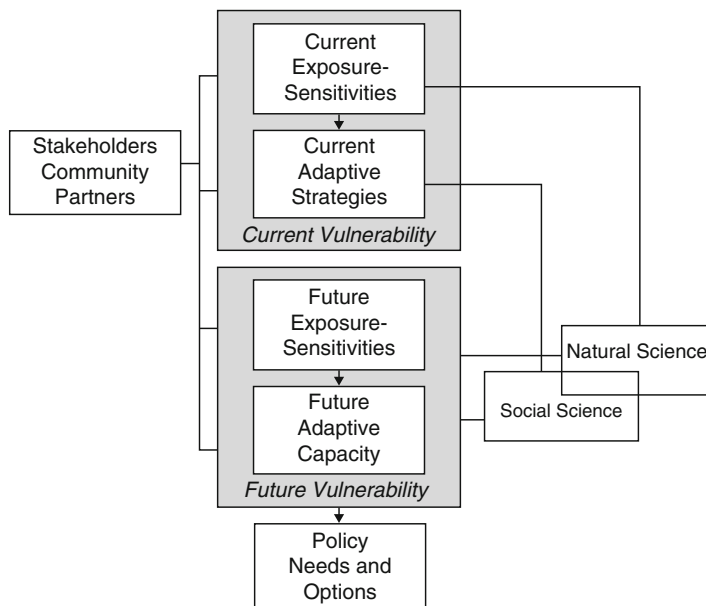 Current
Exposure-
Sensitivities
Stakeholders
Community
Partners
Current
Adaptive
Strategies
Current Vulnerability
Future
Exposure-
Sensitivities
Natural Science
Future
Adaptive
Capacity
Social Science
Future Vulnerability
Policy
Needs and
Options